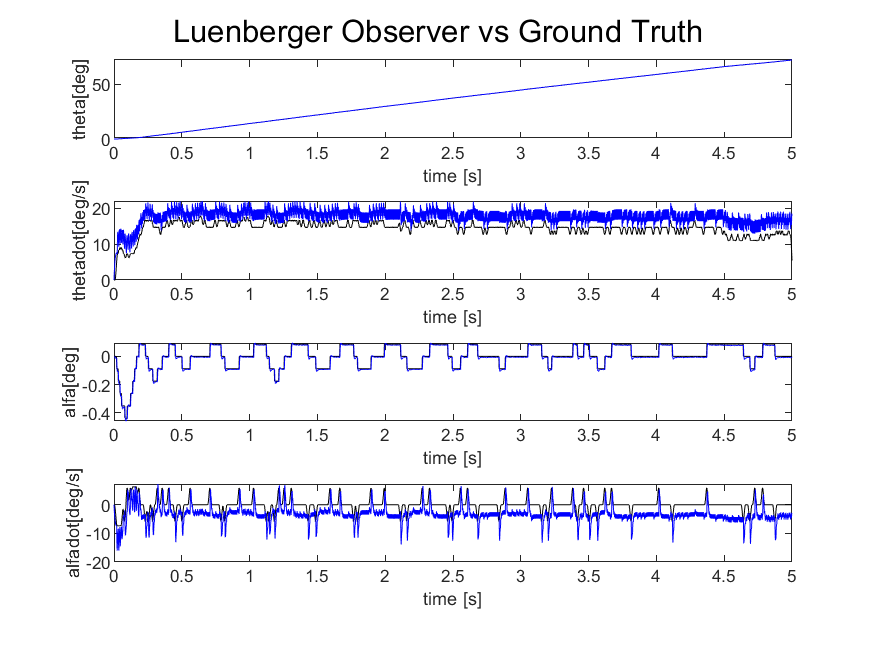 Luenberger Observer vs Ground Truth
theta[deg]
50
0
0 0.5 1 1.5 2 2.5 3 3.5 4 4.5 5
time [s]
thetadot[deg/s]
20
10
0
0 0.5 1 1.5 2 2.5 3 3.5 4 4.5 5
time [s]
alfa[deg]
0
-0.2
-0.4
0 0.5 1 1.5 2 2.5 3 3.5 4 4.5 5
time [s]
alfadot[deg/s]
0
-10
-20
0 0.5 1 1.5 2 2.5 3 3.5 4 4.5 5
time [s]